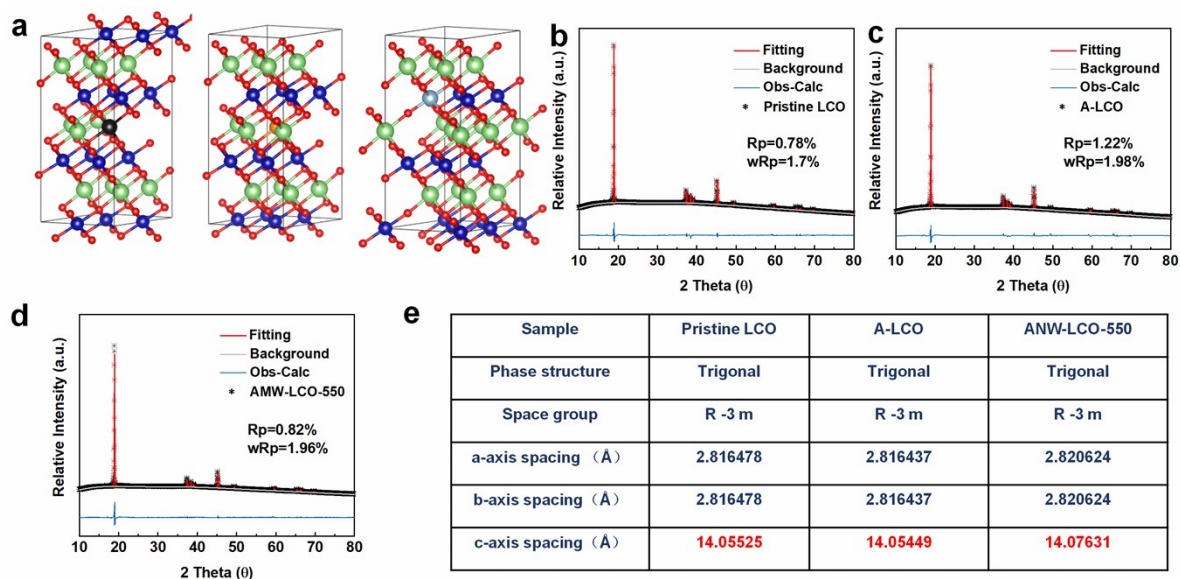 a
b
Relative Intensity (a.u.)
Fitting
Background
Obs-Calc
* Pristine LCO
Rp=0.78%
wRp=1.7%
10 20 30 40 50 60 70 80
2 Theta (θ)
c
Relative Intensity (a.u.)
Fitting
Background
Obs-Calc
* A-LCO
Rp=1.22%
wRp=1.98%
10 20 30 40 50 60 70 80
2 Theta (θ)
d
Relative Intensity (a.u.)
Fitting
Background
Obs-Calc
* AMW-LCO-550
Rp=0.82%
wRp=1.96%
10 20 30 40 50 60 70 80
2 Theta (θ)
e
Sample Pristine LCO A-LCO ANW-LCO-550
Phase structure Trigonal Trigonal Trigonal
Space group R -3 m R -3 m R -3 m
a-axis spacing （Å） 2.816478 2.816437 2.820624
b-axis spacing （Å） 2.816478 2.816437 2.820624
c-axis spacing （Å） 14.05525 14.05449 14.07631